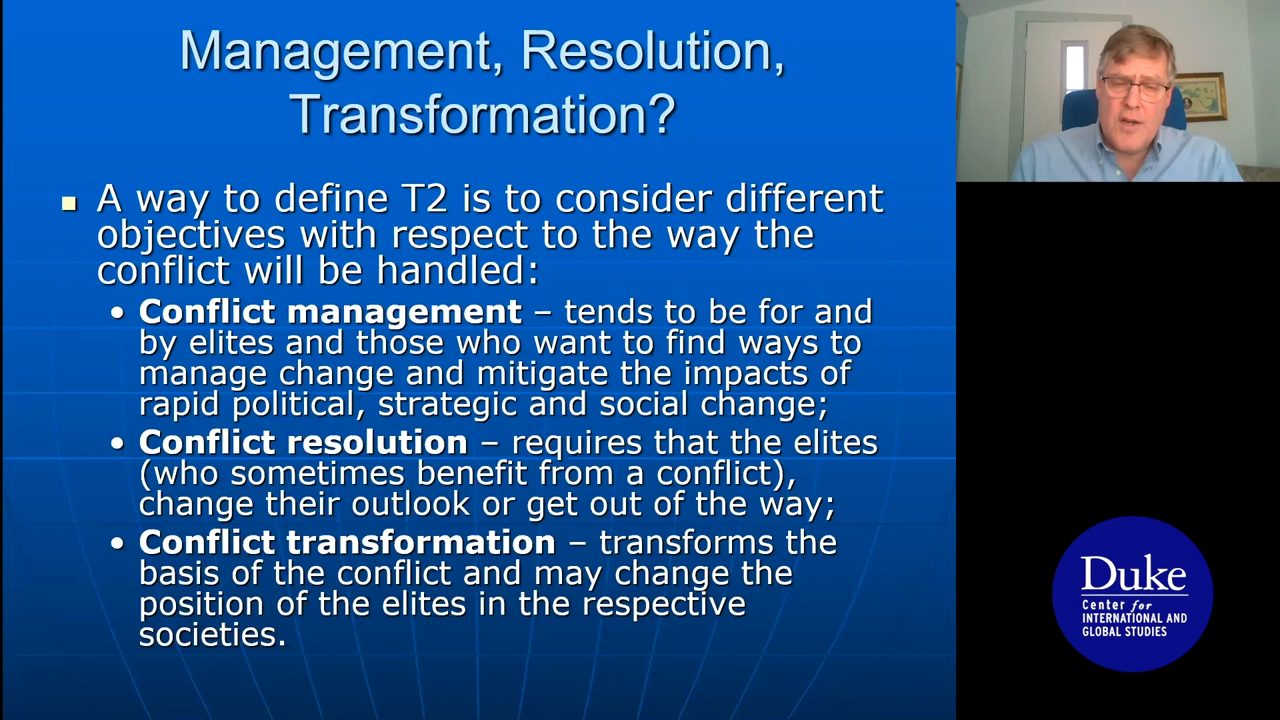 Management, Resolution,
Transformation?
A way to define T2 is to consider different
objectives with respect to the way the
conflict will be handled:
• Conflict management – tends to be for and
by elites and those who want to find ways to
manage change and mitigate the impacts of
rapid political, strategic and social change;
• Conflict resolution – requires that the elites
(who sometimes benefit from a conflict),
change their outlook or get out of the way;
• Conflict transformation – transforms the
basis of the conflict and may change the
position of the elites in the respective
societies.
Duke
Center for
INTERNATIONAL AND
GLOBAL STUDIES